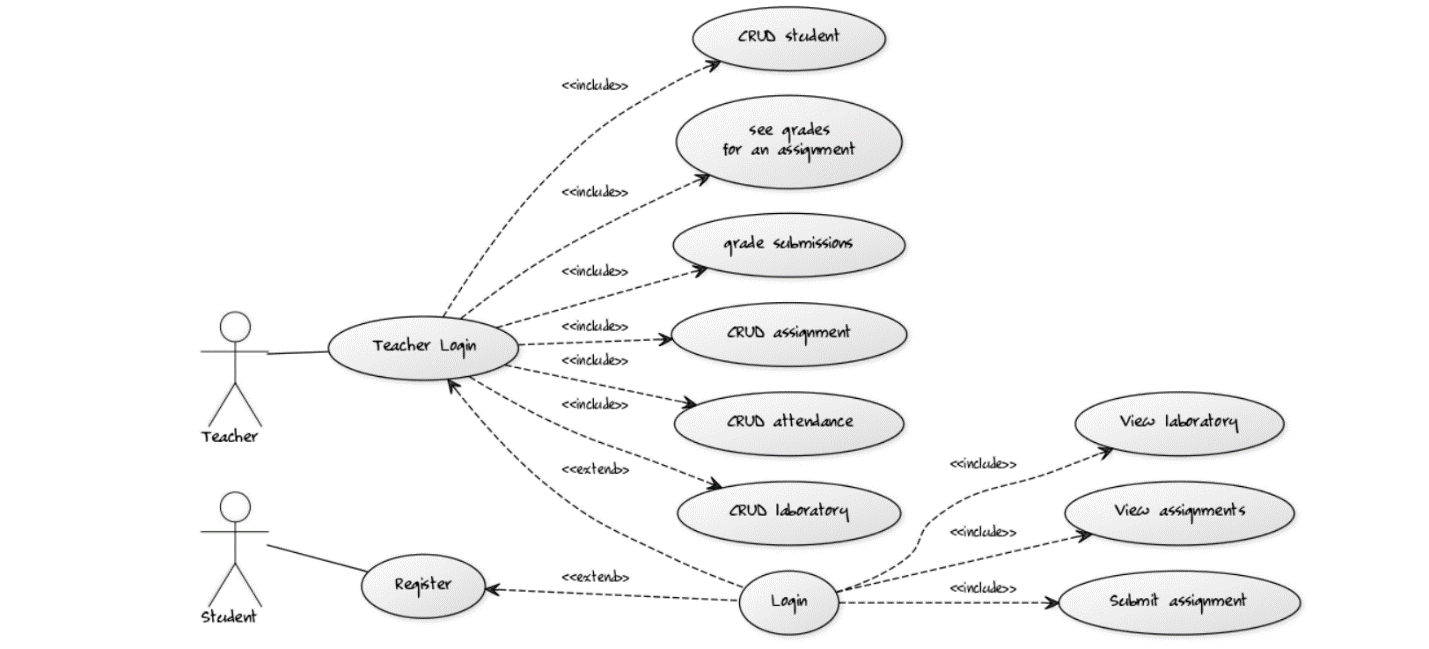 CRUD student
<<include>>
see grades
for an assignment
<<include>>
grade submissions
<<include>>
<<include>>
CRUD assignment
Teacher Login
<<include>>
<<include>>
CRUD attendance
View laboratory
Teacher
<<extend>>
<<include>>
CRUD laboratory
View assignments
<<include>>
<<extend>>
Register
<<include>>
Login
Submit assignment
Student